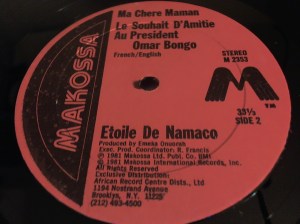 Ma Chere Maman
Le Souhait D'Amitie
Au President
Omar Bongo
French/English
STEREO
M 2353
MAKOSSA
M
TM
33⅓
SIDE 2
Etoile De Namaco
Produced by Emeka Onuorah
Exec. Prod. Coordinator: R. Francis
© 1981 Makossa Ltd. Publ. Co. BMI
℗ 1981 Makossa International Records, Inc.
All Rights Reserved
Exclusive Distribution:
African Record Centre Dists., Ltd
1194 Nostrand Avenue
Brooklyn, N.Y. 11225
(212) 493-4500